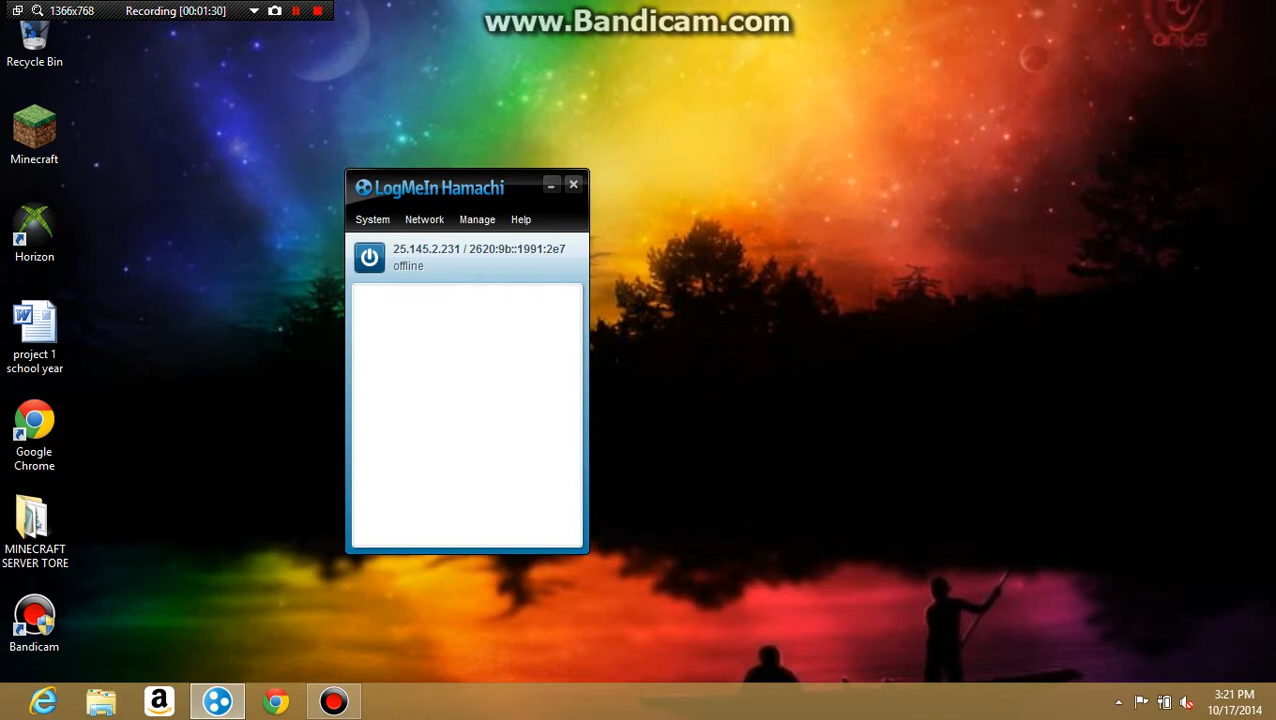 1366x768
Recording [00:01:30]
www.Bandicam.com
arts
Recycle Bin
Minecraft
Horizon
project 1
school year
Google
Chrome
MINECRAFT
SERVER TORE
Bandicam
LogMeIn Hamachi
System Network Manage Help
25.145.2.231 / 2620:9b::1991:2e7
offline
3:21 PM
10/17/2014